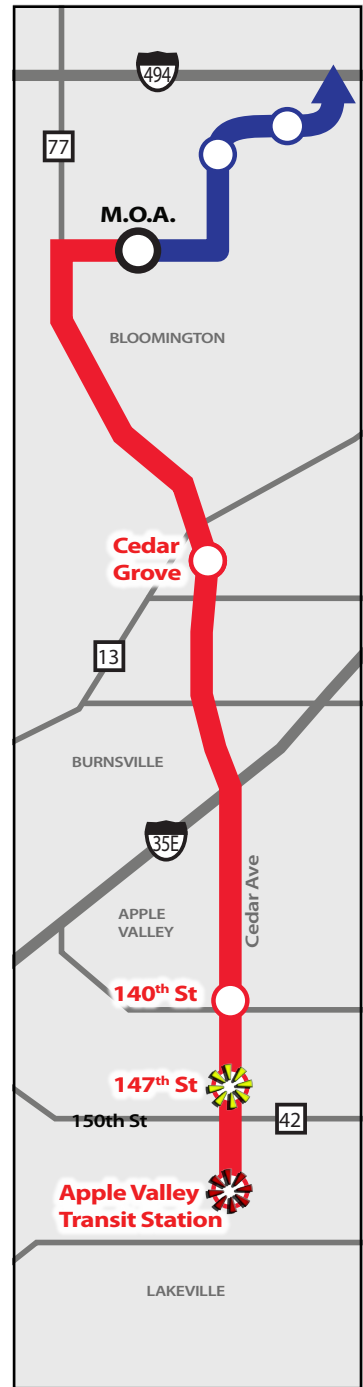 494
77
M.O.A.
BLOOMINGTON
Cedar
Grove
13
BURNSVILLE
35E
Cedar Ave
APPLE
VALLEY
140th St
147th St
150th St
42
Apple Valley
Transit Station
LAKEVILLE